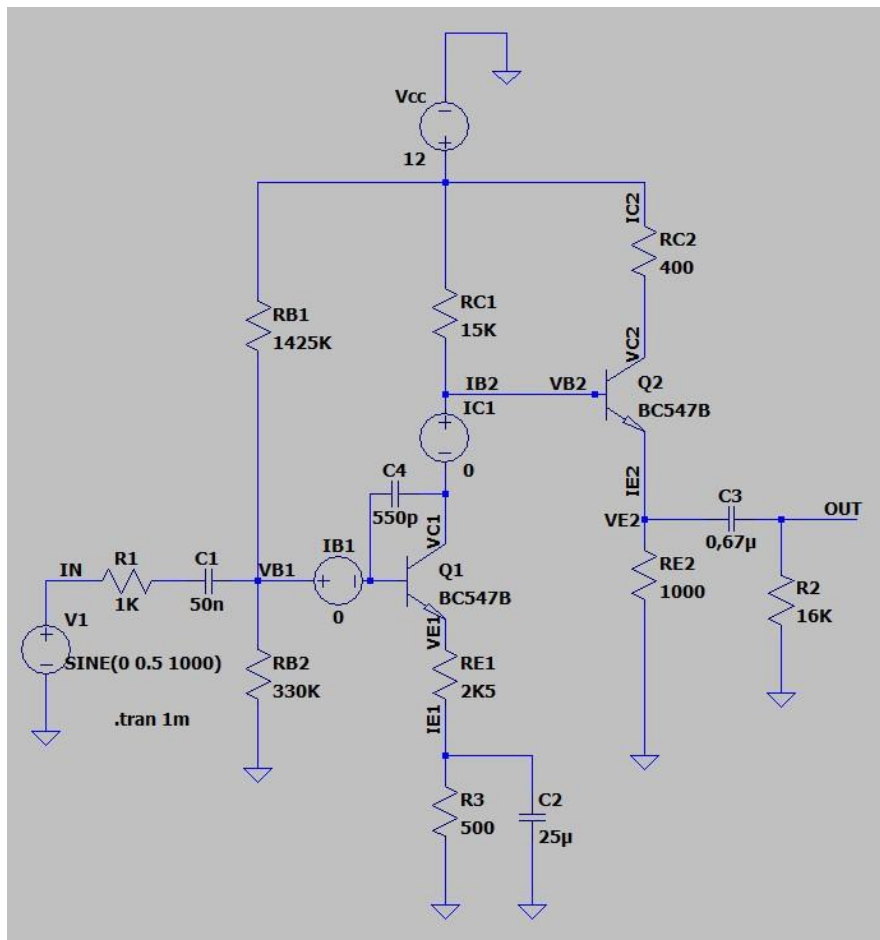 Vcc
12
IC2
RC2
400
RB1
1425K
RC1
15K
VC2
IB2
VB2
Q2
BC547B
IC1
0
C4
550p
IE2
C3
OUT
VC1
VE2
0,67µ
IB1
IN
R1
C1
VB1
Q1
RE2
1K
50n
BC547B
1000
R2
0
16K
V1
VE1
SINE(0 0.5 1000)
RB2
RE1
330K
2K5
.tran 1m
IE1
R3
C2
500
25µ